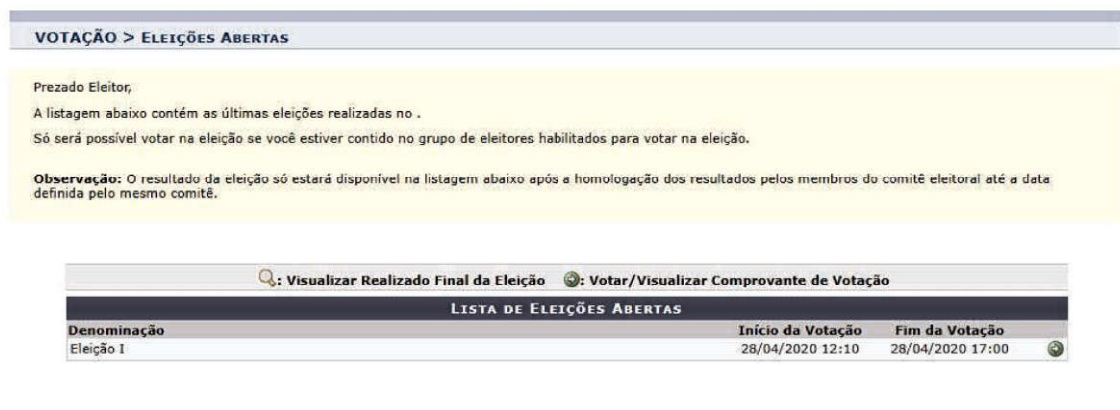 VOTAÇÃO > ELEIÇÕES ABERTAS
Prezado Eleitor,
A listagem abaixo contém as últimas eleições realizadas no .
Só será possível votar na eleição se você estiver contido no grupo de eleitores habilitados para votar na eleição.
Observação: O resultado da eleição só estará disponível na listagem abaixo após a homologação dos resultados pelos membros do comitê eleitoral até a data
definida pelo mesmo comitê.
: Visualizar Realizado Final da Eleição : Votar/Visualizar Comprovante de Votação
LISTA DE ELEIÇÕES ABERTAS
Denominação Início da Votação Fim da Votação
Eleição I 28/04/2020 12:10 28/04/2020 17:00